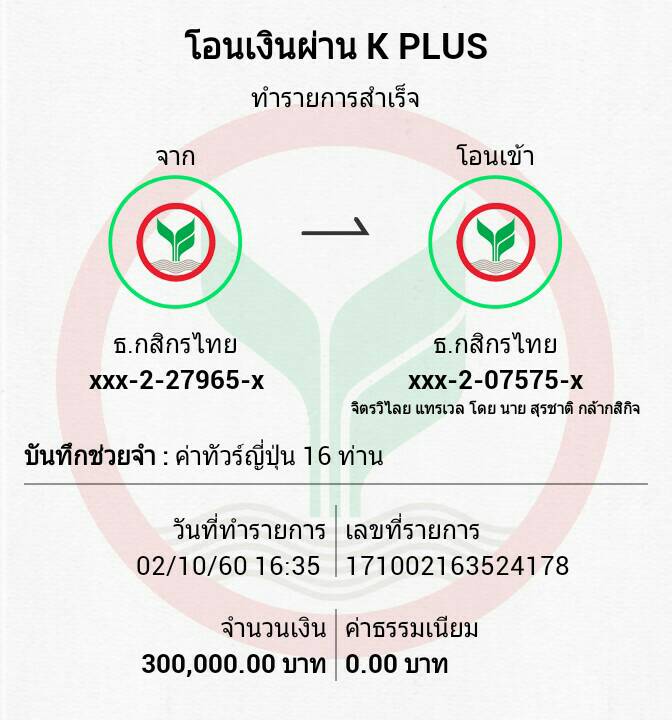 โอนเงินผ่าน K PLUS
ทำรายการสำเร็จ
จาก
โอนเข้า
ธ.กสิกรไทย
xxx-2-27965-x
ธ.กสิกรไทย
xxx-2-07575-x
จิตรวิไลย แทรเวล โดย นาย สุรชาติ กล้ากสิกิจ
บันทึกช่วยจำ : ค่าทัวร์ญี่ปุ่น 16 ท่าน
วันที่ทำรายการ
02/10/60 16:35
เลขที่รายการ
171002163524178
จำนวนเงิน
300,000.00 บาท
ค่าธรรมเนียม
0.00 บาท